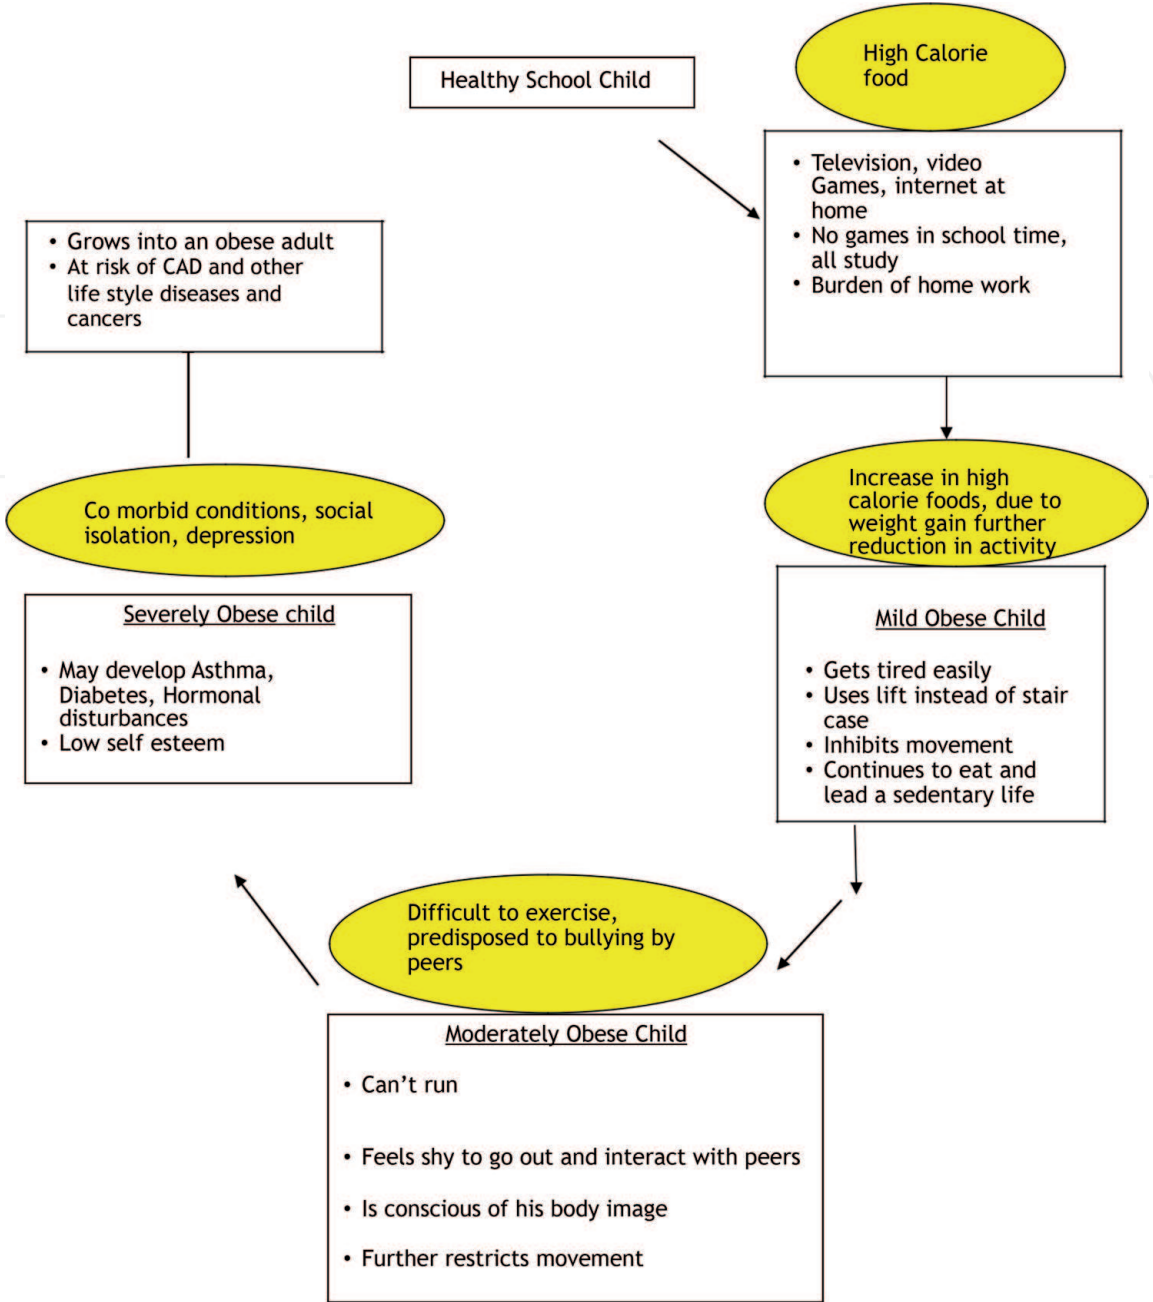 Healthy School Child
High Calorie
food
• Television, video
Games, internet at
home
• No games in school time,
all study
• Burden of home work
Increase in high
calorie foods, due to
weight gain further
reduction in activity
Mild Obese Child
• Gets tired easily
• Uses lift instead of stair
case
• Inhibits movement
• Continues to eat and
lead a sedentary life
Difficult to exercise,
predisposed to bullying by
peers
Moderately Obese Child
• Can't run
• Feels shy to go out and interact with peers
• Is conscious of his body image
• Further restricts movement
Co morbid conditions, social
isolation, depression
Severely Obese child
• May develop Asthma,
Diabetes, Hormonal
disturbances
• Low self esteem
• Grows into an obese adult
• At risk of CAD and other
life style diseases and
cancers